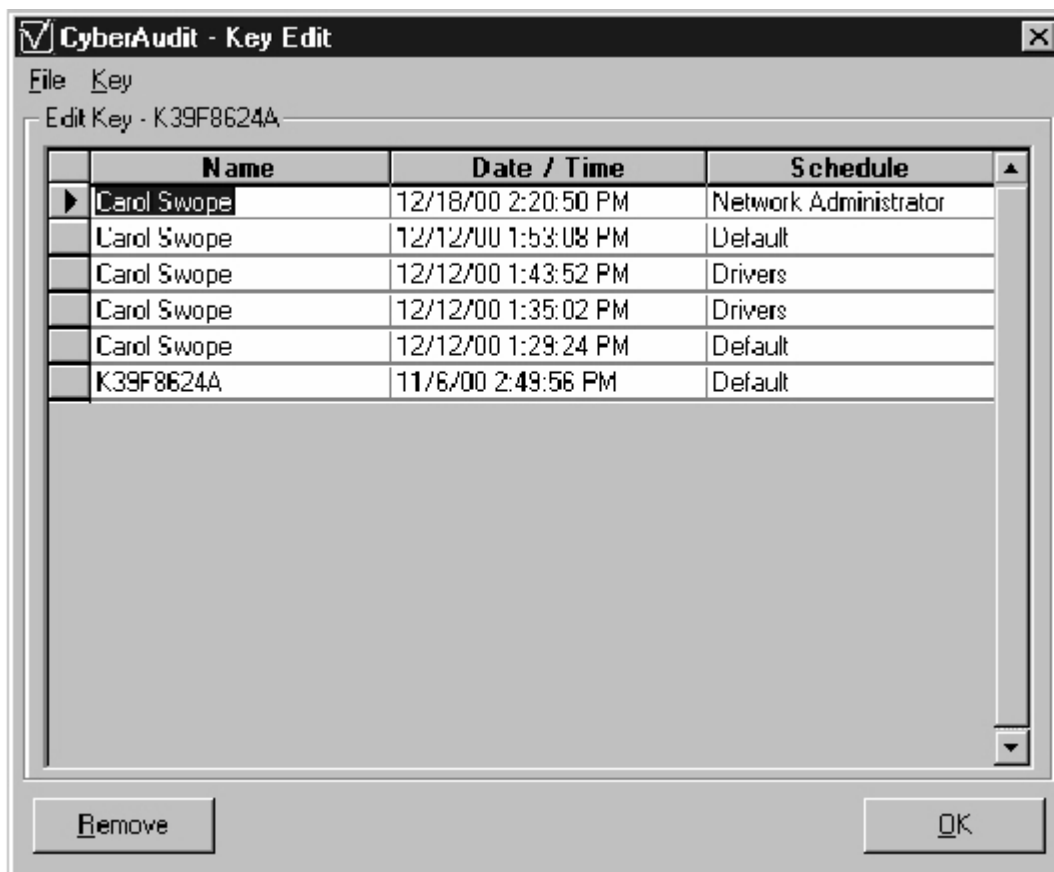 CyberAudit - Key Edit
File Key
Edit Key - K39F8624A
Name Date / Time Schedule
Carol Swope 12/18/00 2:20:50 PM Network Administrator
Carol Swope 12/12/00 1:53:08 PM Default
Carol Swope 12/12/00 1:43:52 PM Drivers
Carol Swope 12/12/00 1:35:02 PM Drivers
Carol Swope 12/12/00 1:29:24 PM Default
K39F8624A 11/6/00 2:49:56 PM Default
Remove OK